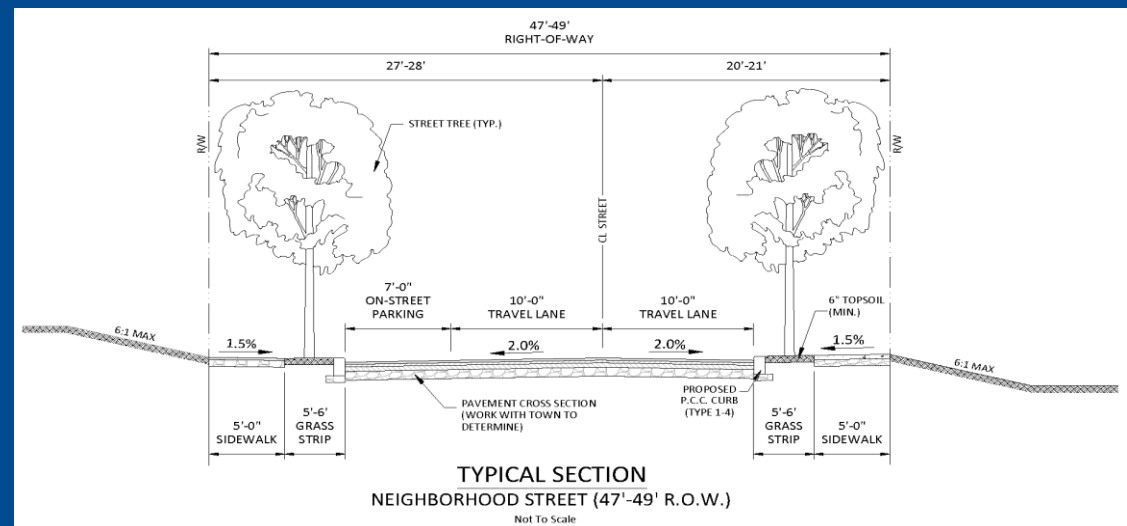 47'-49'
RIGHT-OF-WAY
27'-28'
20'-21'
R/W
STREET TREE (TYP.)
CL STREET
R/W
7'-0"
ON-STREET
PARKING
10'-0"
TRAVEL LANE
10'-0"
TRAVEL LANE
6" TOPSOIL
(MIN.)
6:1 MAX
1.5%
2.0%
2.0%
1.5%
6:1 MAX
PAVEMENT CROSS SECTION
(WORK WITH TOWN TO
DETERMINE)
PROPOSED
P.C.C. CURB
(TYPE 1-4)
5'-0"
SIDEWALK
5'-6'
GRASS
STRIP
5'-6'
GRASS
STRIP
5'-0"
SIDEWALK
TYPICAL SECTION
NEIGHBORHOOD STREET (47'-49' R.O.W.)
Not To Scale